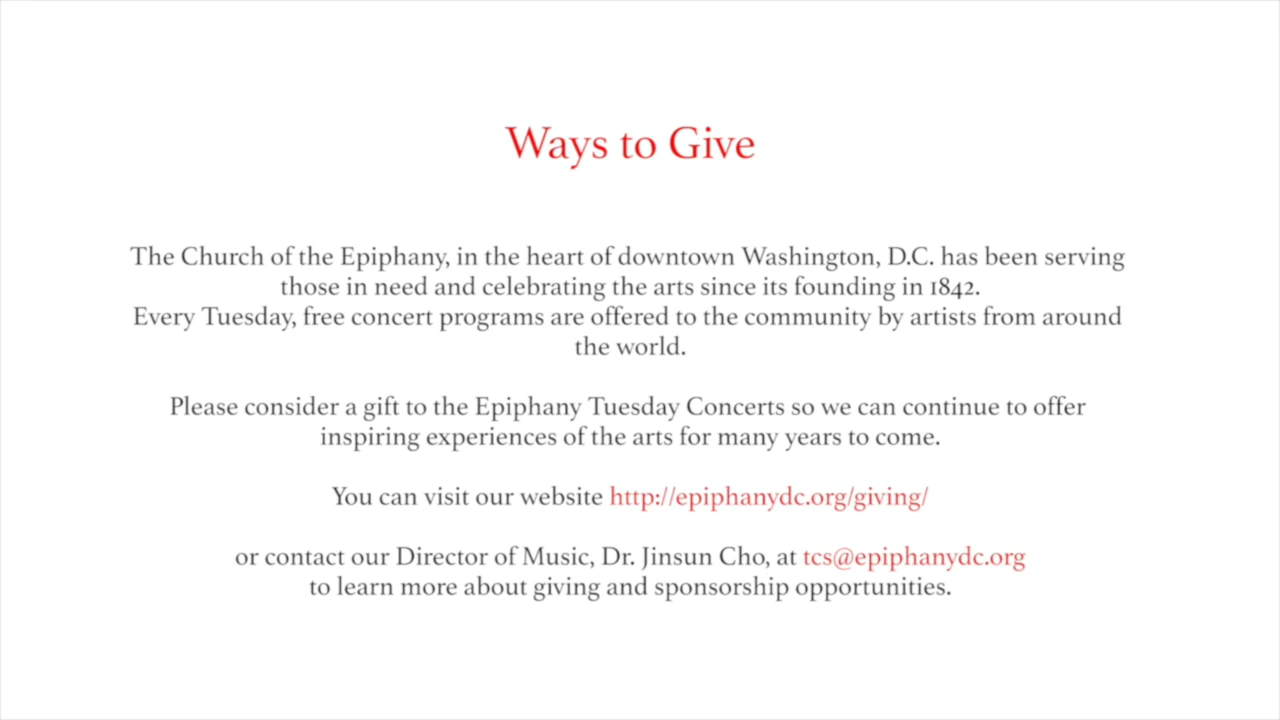 Ways to Give
The Church of the Epiphany, in the heart of downtown Washington, D.C. has been serving
those in need and celebrating the arts since its founding in 1842.
Every Tuesday, free concert programs are offered to the community by artists from around
the world.
Please consider a gift to the Epiphany Tuesday Concerts so we can continue to offer
inspiring experiences of the arts for many years to come.
You can visit our website http://epiphanydc.org/giving/
or contact our Director of Music, Dr. Jinsun Cho, at tcs@epiphanydc.org
to learn more about giving and sponsorship opportunities.